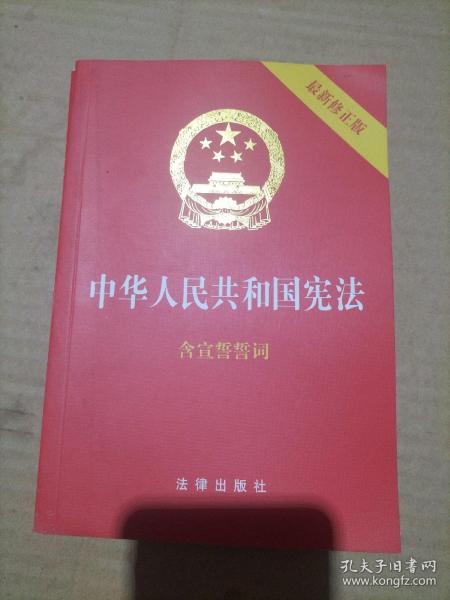 最新修正版
中华人民共和国宪法
含宣誓誓词
法律出版社
孔夫子旧书网
www.kongfz.com